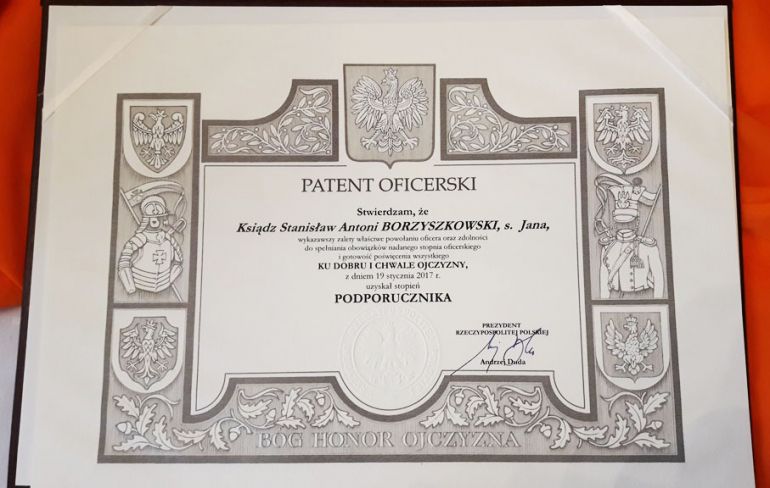 PATENT OFICERSKI
Stwierdzam, że
Ksiądz Stanisław Antoni BORZYSZKOWSKI, s. Jana,
wykazawszy zalety właściwe powołaniu oficera oraz zdolności
do spełniania obowiązków nadanego stopnia oficerskiego
i gotowość poświęcenia wszystkiego
KU DOBRU I CHWALE OJCZYZNY,
z dniem 19 stycznia 2017 r.
uzyskał stopień
PODPORUCZNIKA
PREZYDENT
RZECZYPOSPOLITEJ POLSKIEJ
Andrzej Duda
BÓG HONOR OJCZYZNA